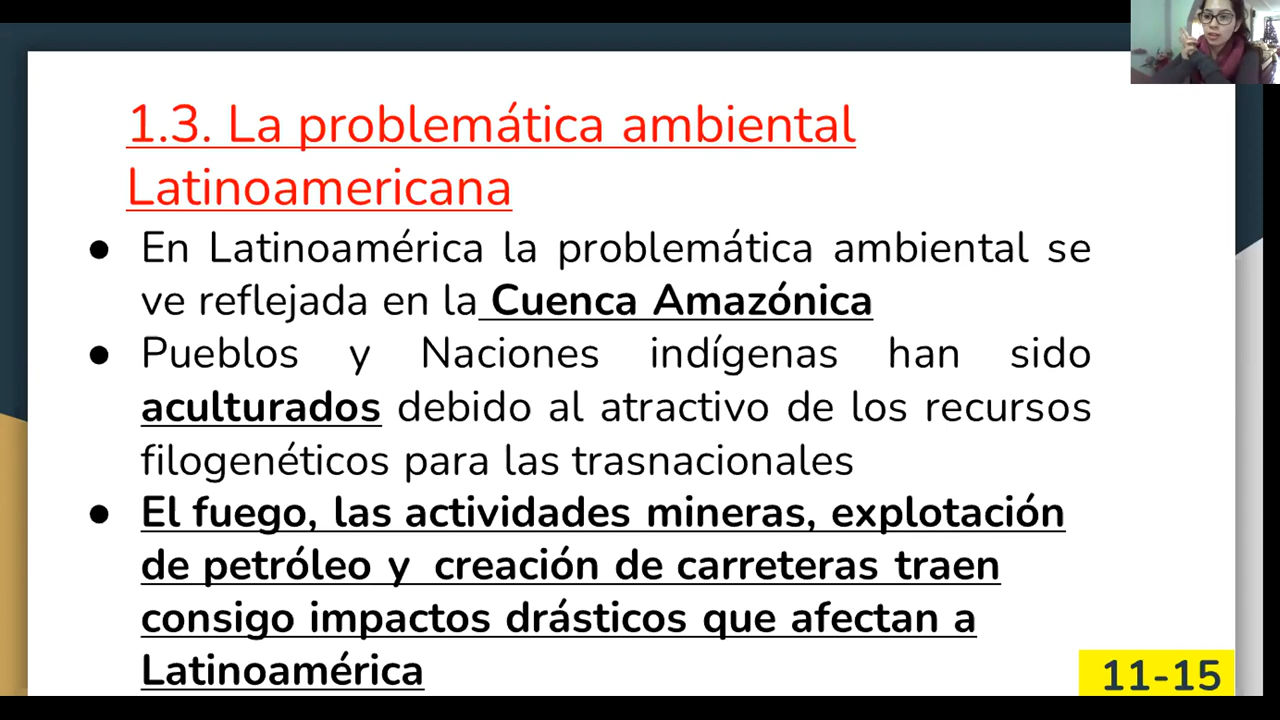 1.3. La problemática ambiental
Latinoamericana
● En Latinoamérica la problemática ambiental se
ve reflejada en la Cuenca Amazónica
● Pueblos y Naciones indígenas han sido
aculturados debido al atractivo de los recursos
filogenéticos para las trasnacionales
● El fuego, las actividades mineras, explotación
de petróleo y creación de carreteras traen
consigo impactos drásticos que afectan a
Latinoamérica
11-15